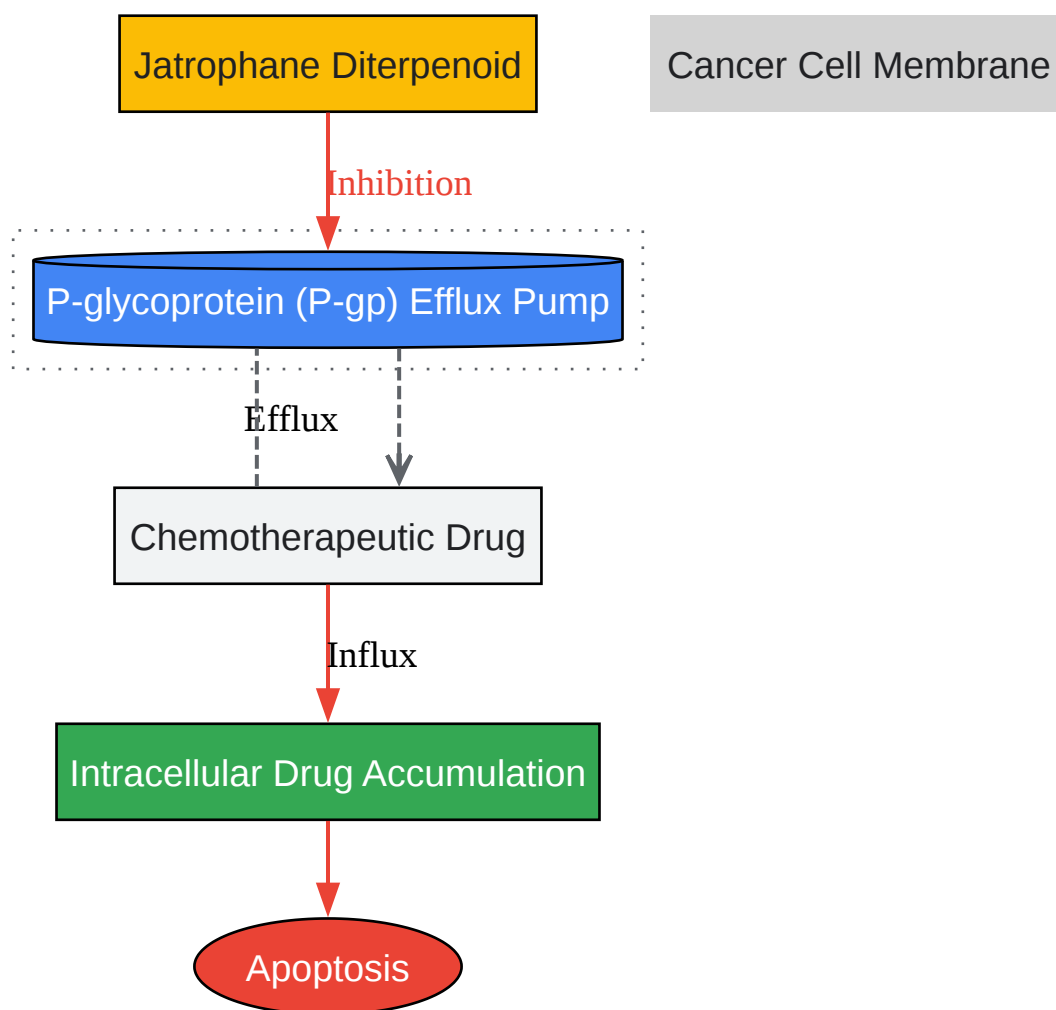 Jatrophane Diterpenoid
Cancer Cell Membrane
Inhibition
P-glycoprotein (P-gp) Efflux Pump
Efflux
Chemotherapeutic Drug
Influx
Intracellular Drug Accumulation
Apoptosis